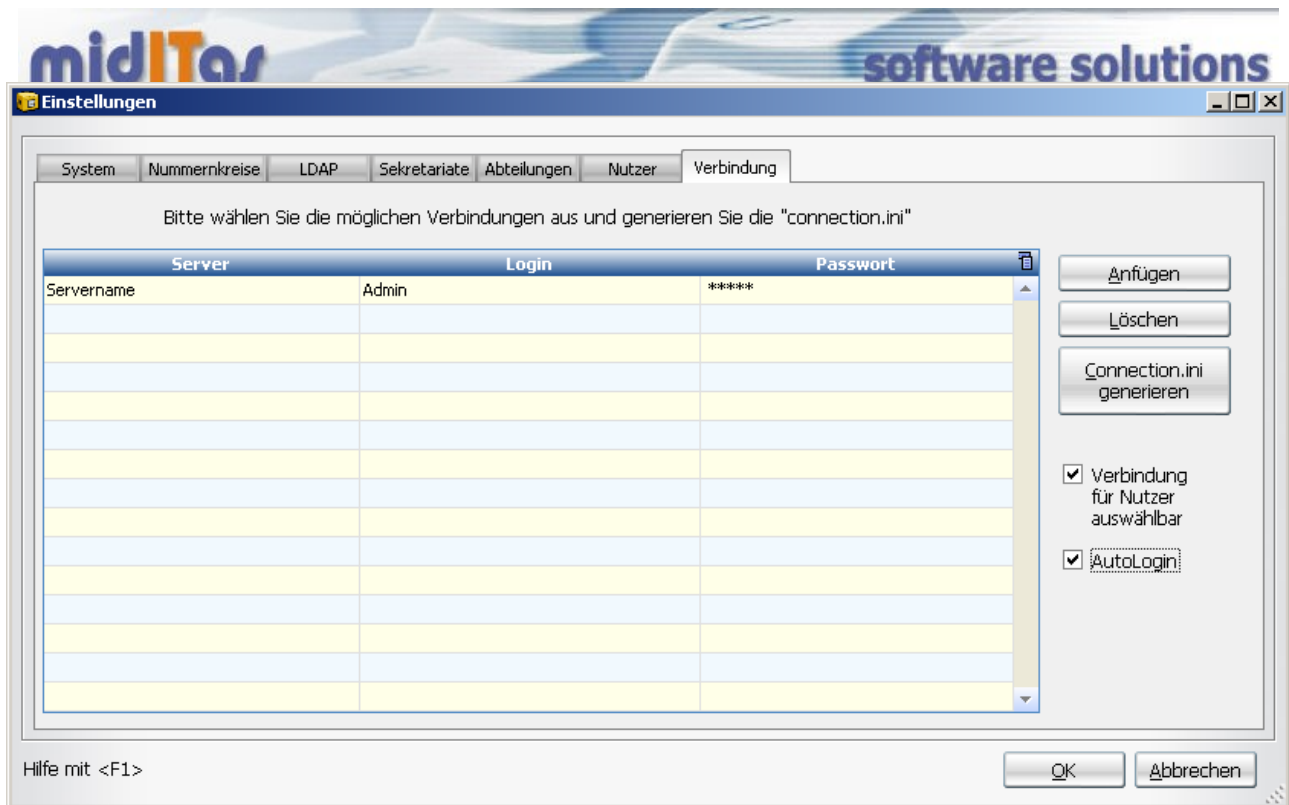 midITas
software solutions
Einstellungen
System Nummernkreise LDAP Sekretariate Abteilungen Nutzer Verbindung
Bitte wählen Sie die möglichen Verbindungen aus und generieren Sie die "connection.ini"
Server Login Passwort
Servername Admin *****
Anfügen
Löschen
Connection.ini
generieren
Verbindung
für Nutzer
auswählbar
AutoLogin
Hilfe mit <F1>
OK Abbrechen